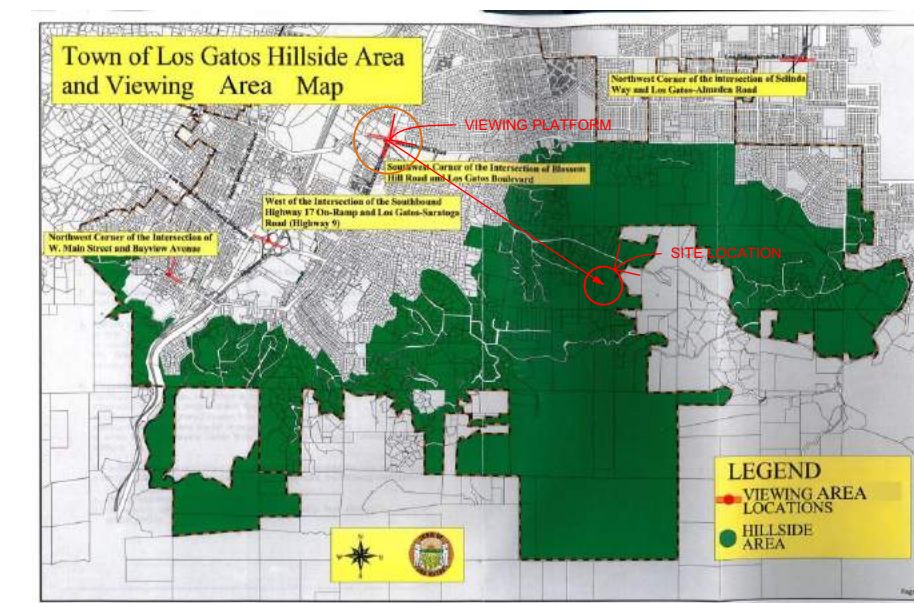 Town of Los Gatos Hillside Area
and Viewing Area Map
Northwest Corner of the intersection of Selinda
Way and Los Gatos-Almaden Road
VIEWING PLATFORM
Southwest Corner of the Intersection of Blossom
Hill Road and Los Gatos Boulevard
West of the Intersection of the Southbound
Highway 17 On-Ramp and Los Gatos-Saratoga
Road (Highway 9)
Northwest Corner of the Intersection of
W. Main Street and Bayview Avenue
SITE LOCATION
LEGEND
VIEWING AREA
LOCATIONS
HILLSIDE
AREA
N
S